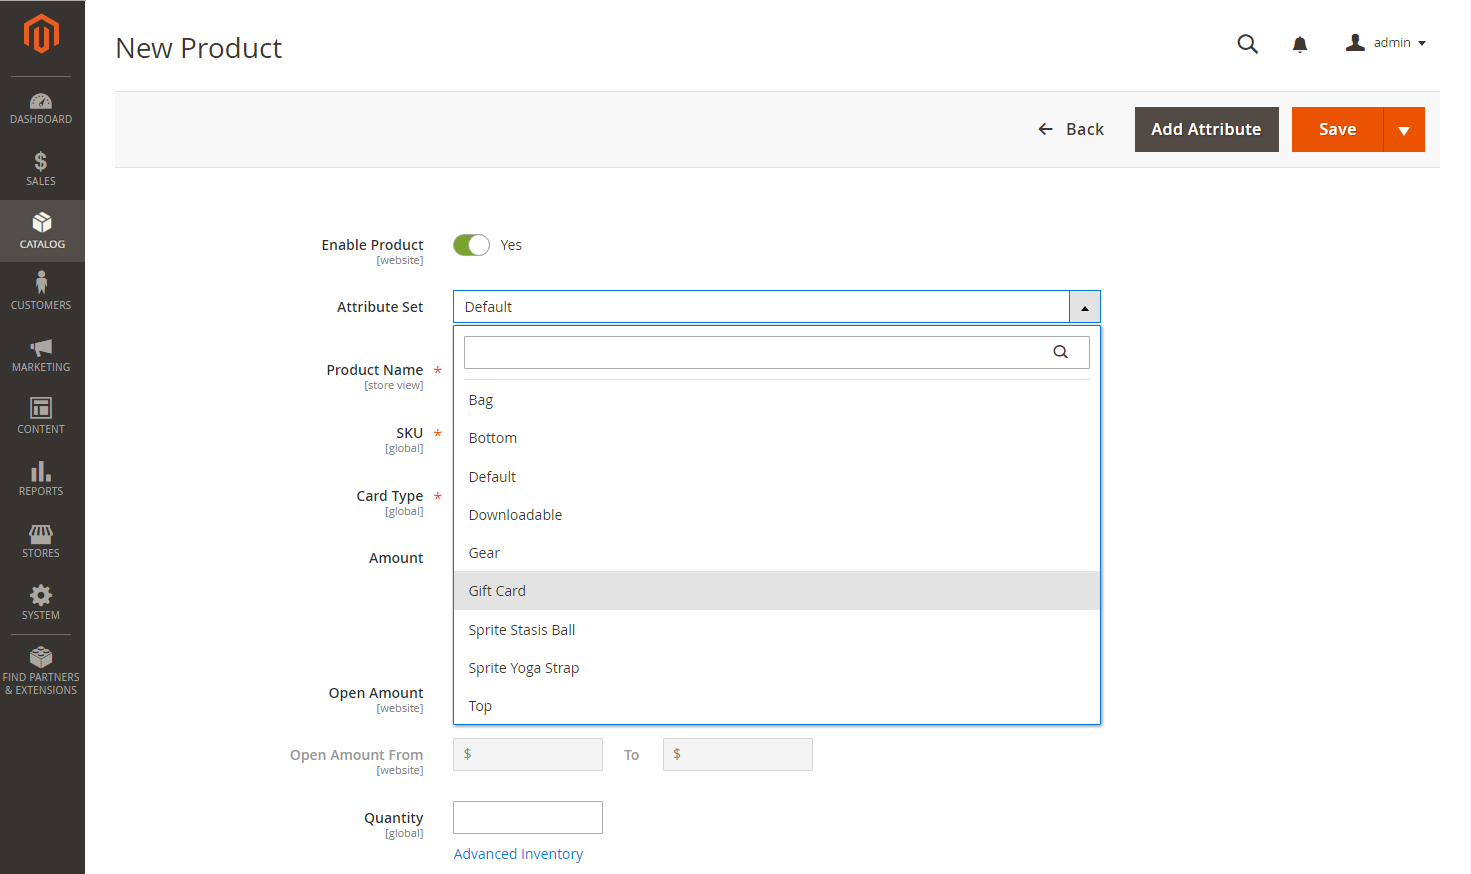 New Product
admin
DASHBOARD
SALES
CATALOG
CUSTOMERS
MARKETING
CONTENT
REPORTS
STORES
SYSTEM
FIND PARTNERS
& EXTENSIONS
Back
Add Attribute
Save
Enable Product
[website]
Yes
Attribute Set
Default
Product Name *
[store view]
SKU *
[global]
Card Type *
[global]
Amount
Bag
Bottom
Default
Downloadable
Gear
Gift Card
Sprite Stasis Ball
Sprite Yoga Strap
Top
Open Amount
[website]
Open Amount From
[website]
$
To
$
Quantity
[global]
Advanced Inventory